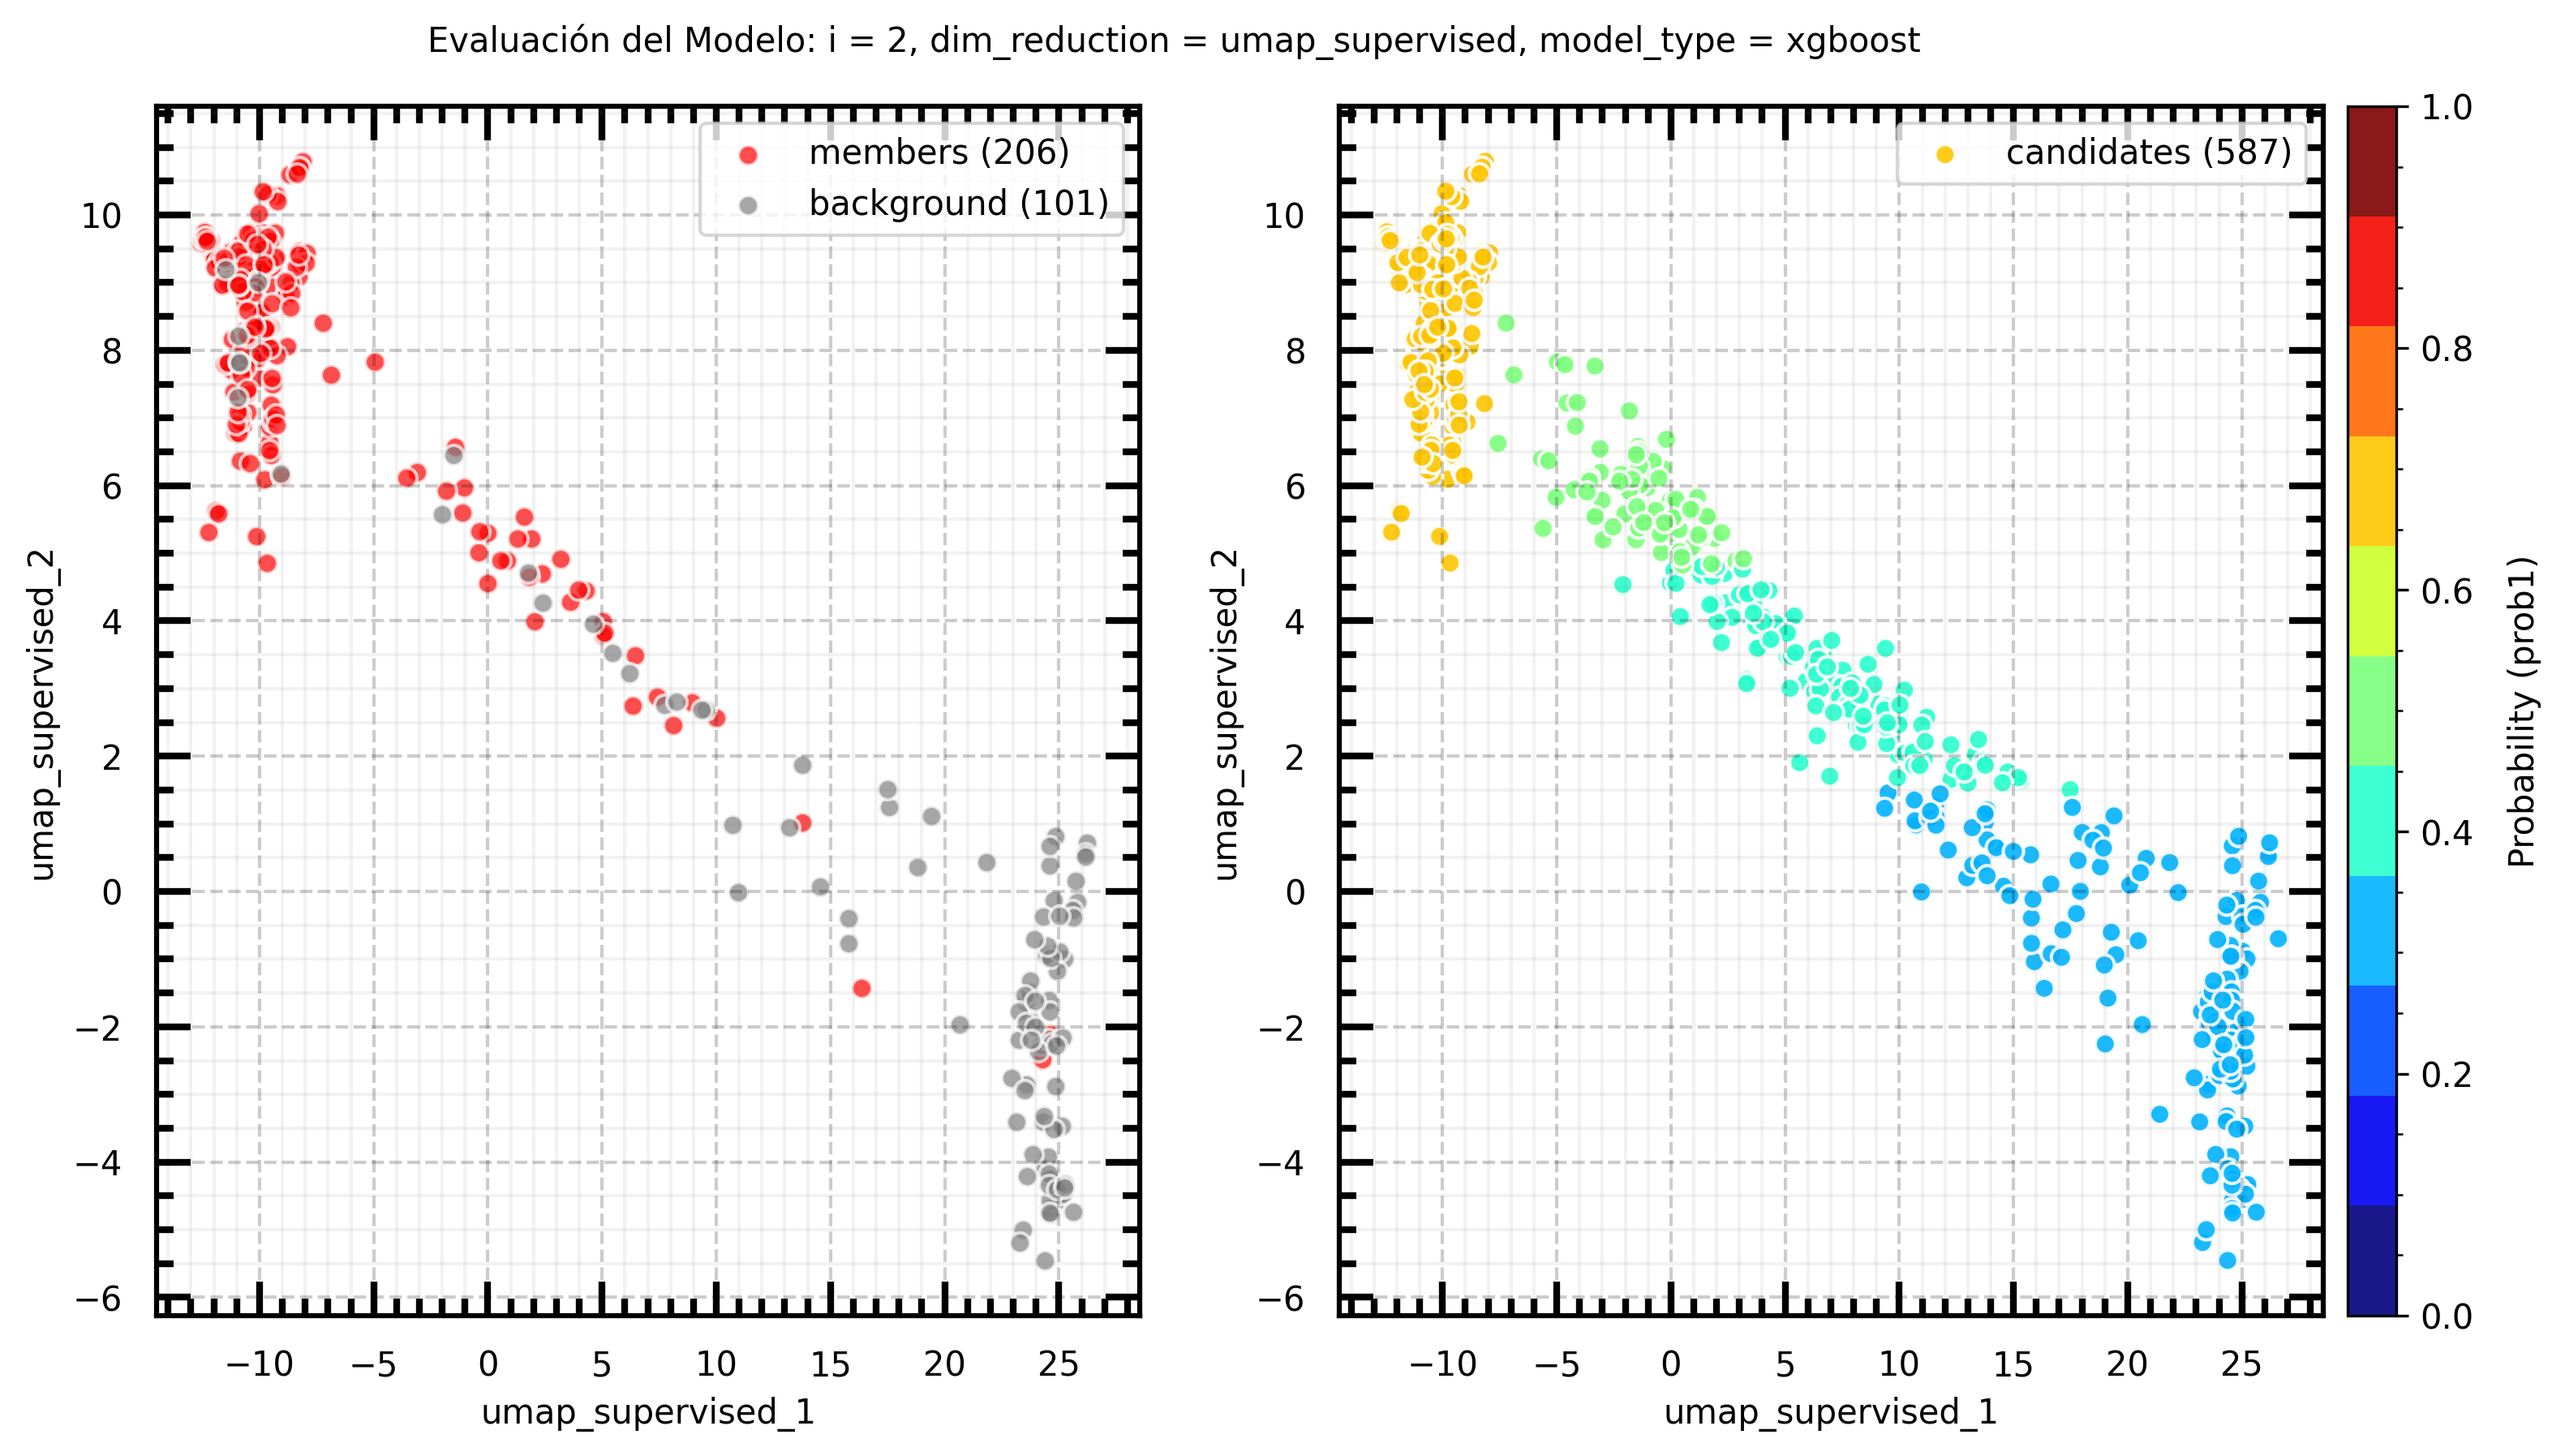 Evaluación del Modelo: i = 2, dim_reduction = umap_supervised, model_type = xgboost
members (206)
background (101)
10
8
6
4
2
0
−2
−4
−6
umap_supervised_2
−10 −5 0 5 10 15 20 25
umap_supervised_1
candidates (587)
10
8
6
4
2
0
−2
−4
−6
umap_supervised_2
−10 −5 0 5 10 15 20 25
umap_supervised_1
1.0
0.8
0.6
0.4
0.2
0.0
Probability (prob1)